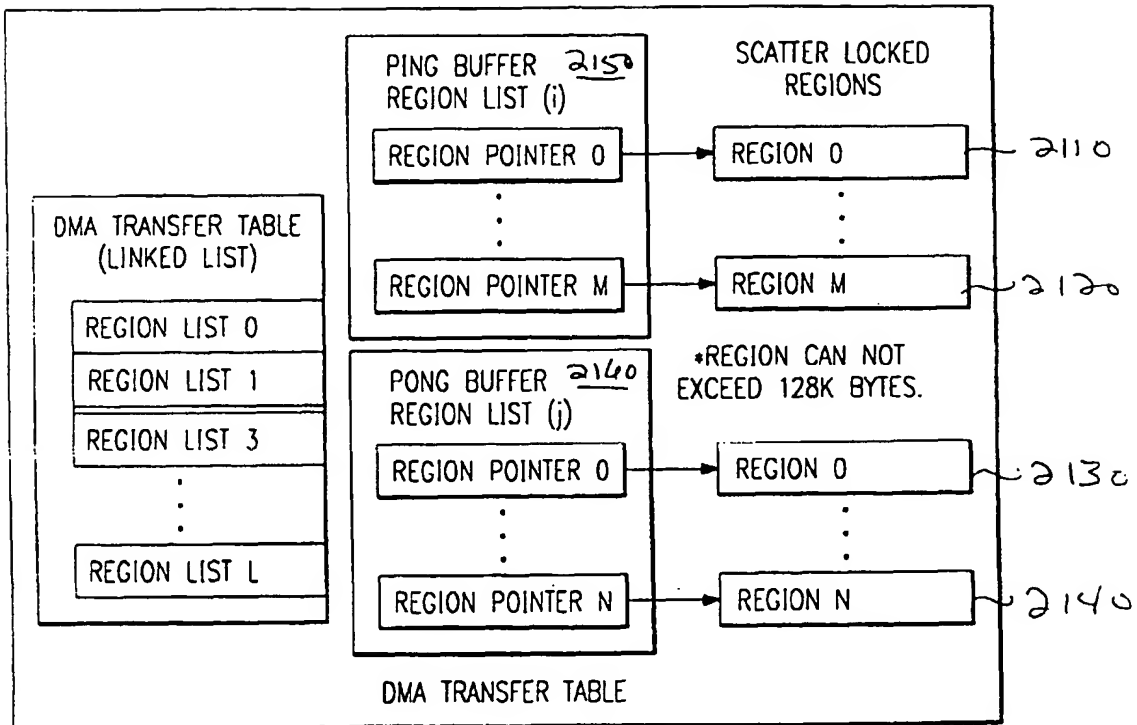 DMA TRANSFER TABLE
(LINKED LIST)
REGION LIST 0
REGION LIST 1
REGION LIST 3
REGION LIST L
PING BUFFER 2150
REGION LIST (i)
REGION POINTER 0
REGION POINTER M
PONG BUFFER 2160
REGION LIST (j)
REGION POINTER 0
REGION POINTER N
DMA TRANSFER TABLE
SCATTER LOCKED
REGIONS
REGION 0 2110
REGION M 2120
*REGION CAN NOT
EXCEED 128K BYTES.
REGION 0 2130
REGION N 2140